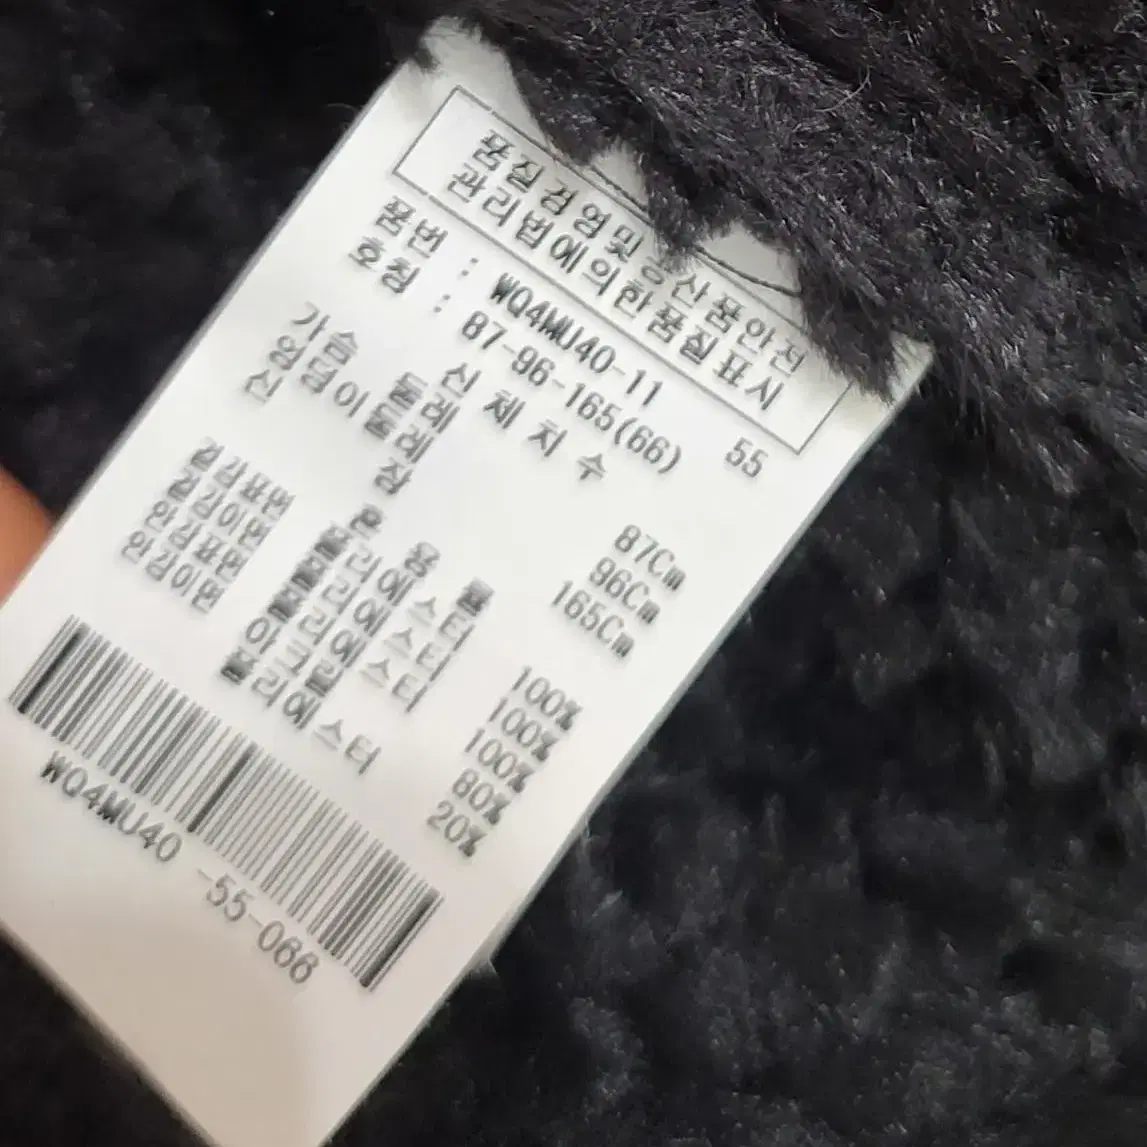 품질경영및공산품안전
관리법에의한품질표시
품번 : WQ4MU40-11 55
호칭 : 87-96-165(66)
신 체 치 수
가슴 둘레 87Cm
엉덩이둘레 96Cm
신 장 165Cm
혼 용 률
겉감표면 폴리에스터 100%
겉감이면 폴리에스터 100%
안감표면 폴리에스터 100%
안감이면 아크릴 80%
폴리에스터 20%
WQ4MU40 -55-066